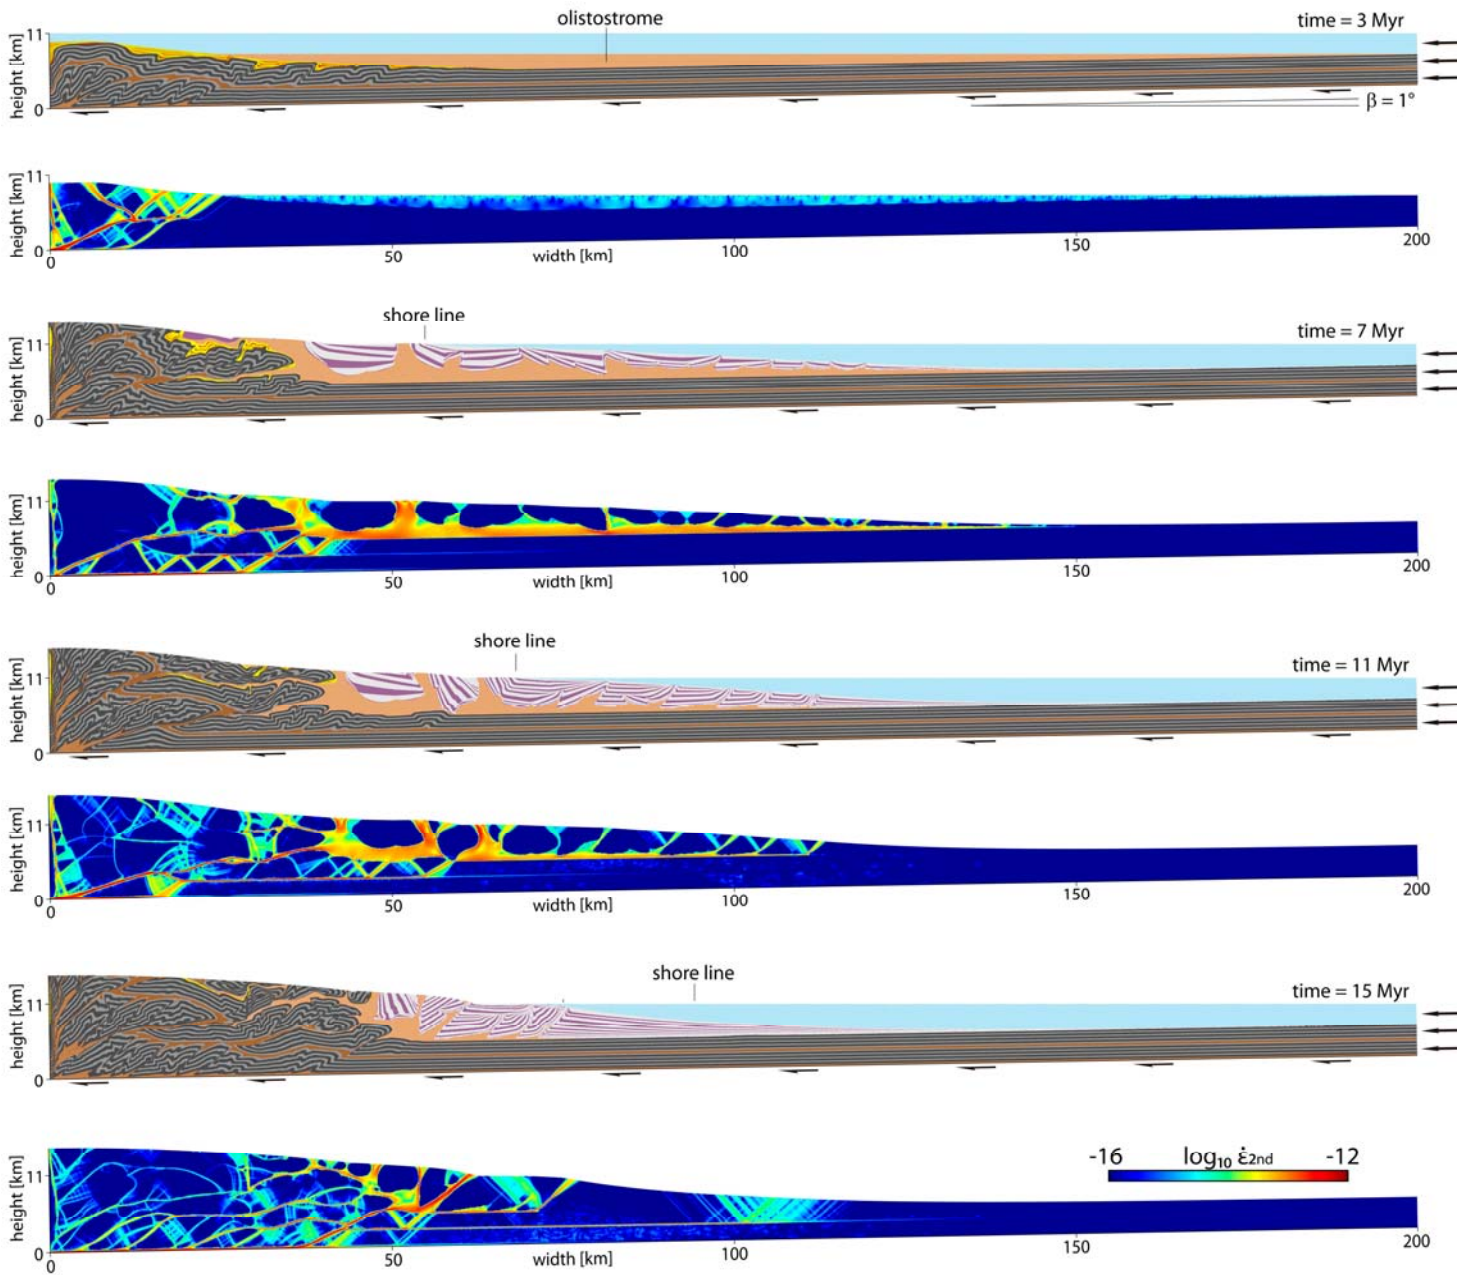 olistostrome
time = 3 Myr
11
height [km]
0
β = 1°
11
height [km]
0
0
50
width [km]
100
150
200
shore line
time = 7 Myr
11
height [km]
0
11
height [km]
0
0
50
width [km]
100
150
200
shore line
time = 11 Myr
11
height [km]
0
11
height [km]
0
0
50
width [km]
100
150
200
shore line
time = 15 Myr
11
height [km]
0
-16 log₁₀ ε̇2nd -12
11
height [km]
0
0
50
width [km]
100
150
200